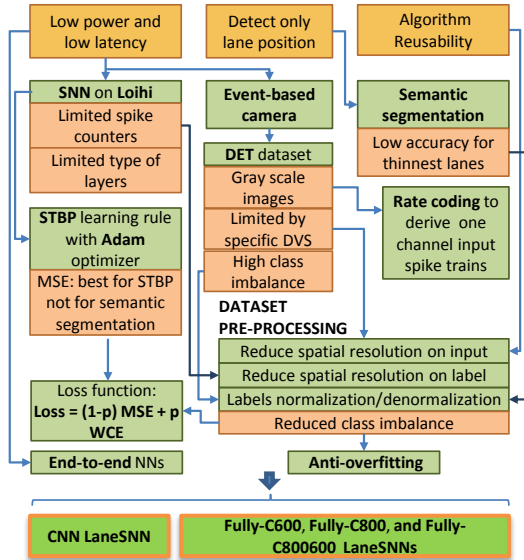 Low power and
low latency
Detect only
lane position
Algorithm
Reusability
SNN on Loihi
Limited spike
counters
Limited type of
layers
Event-based
camera
Semantic
segmentation
Low accuracy for
thinnest lanes
DET dataset
Gray scale
images
Limited by
specific DVS
High class
imbalance
Rate coding to
derive one
channel input
spike trains
STBP learning rule
with Adam
optimizer
MSE: best for STBP
not for semantic
segmentation
DATASET
PRE-PROCESSING
Reduce spatial resolution on input
Reduce spatial resolution on label
Labels normalization/denormalization
Reduced class imbalance
Loss function:
Loss = (1-p) MSE + p
WCE
End-to-end NNs
Anti-overfitting
CNN LaneSNN
Fully-C600, Fully-C800, and Fully-
C800600 LaneSNNs